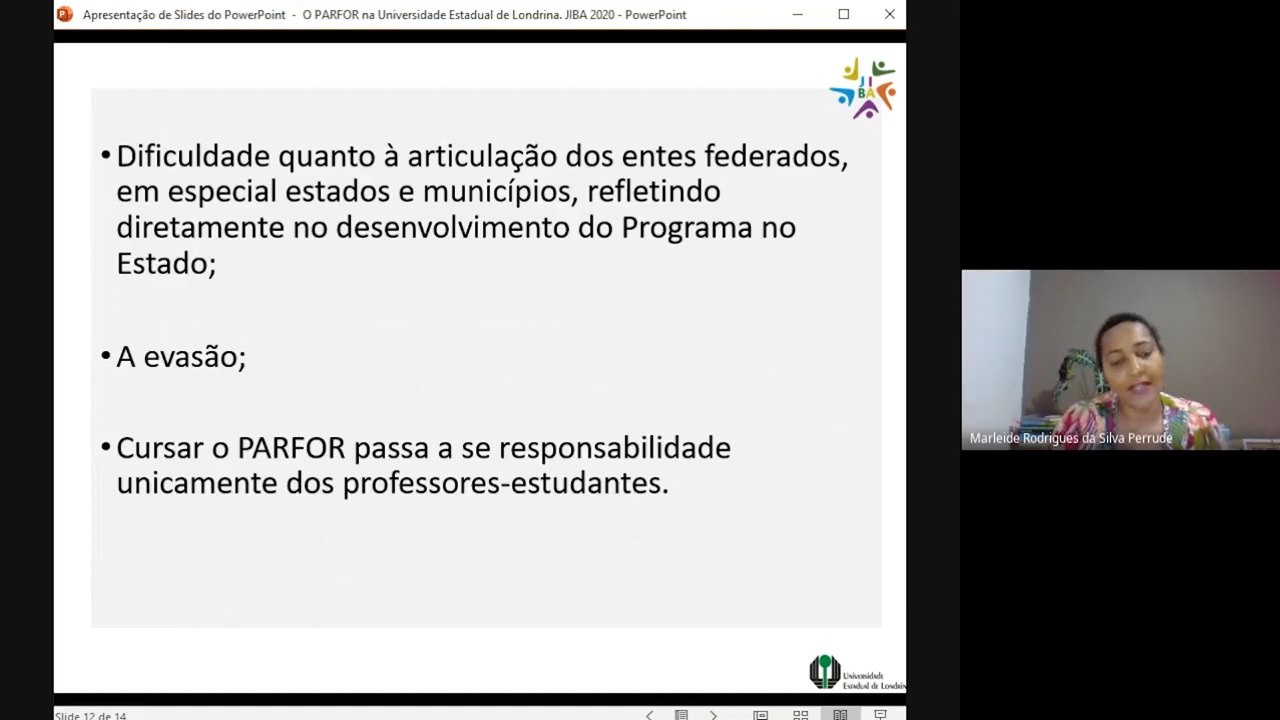 Apresentação de Slides do PowerPoint - O PARFOR na Universidade Estadual de Londrina. JIBA 2020 - PowerPoint
JI
BA
• Dificuldade quanto à articulação dos entes federados,
em especial estados e municípios, refletindo
diretamente no desenvolvimento do Programa no
Estado;
• A evasão;
• Cursar o PARFOR passa a se responsabilidade
unicamente dos professores-estudantes.
Marleide Rodrigues da Silva Perrude
Universidade
Estadual de Londrina
Slide 12 de 14